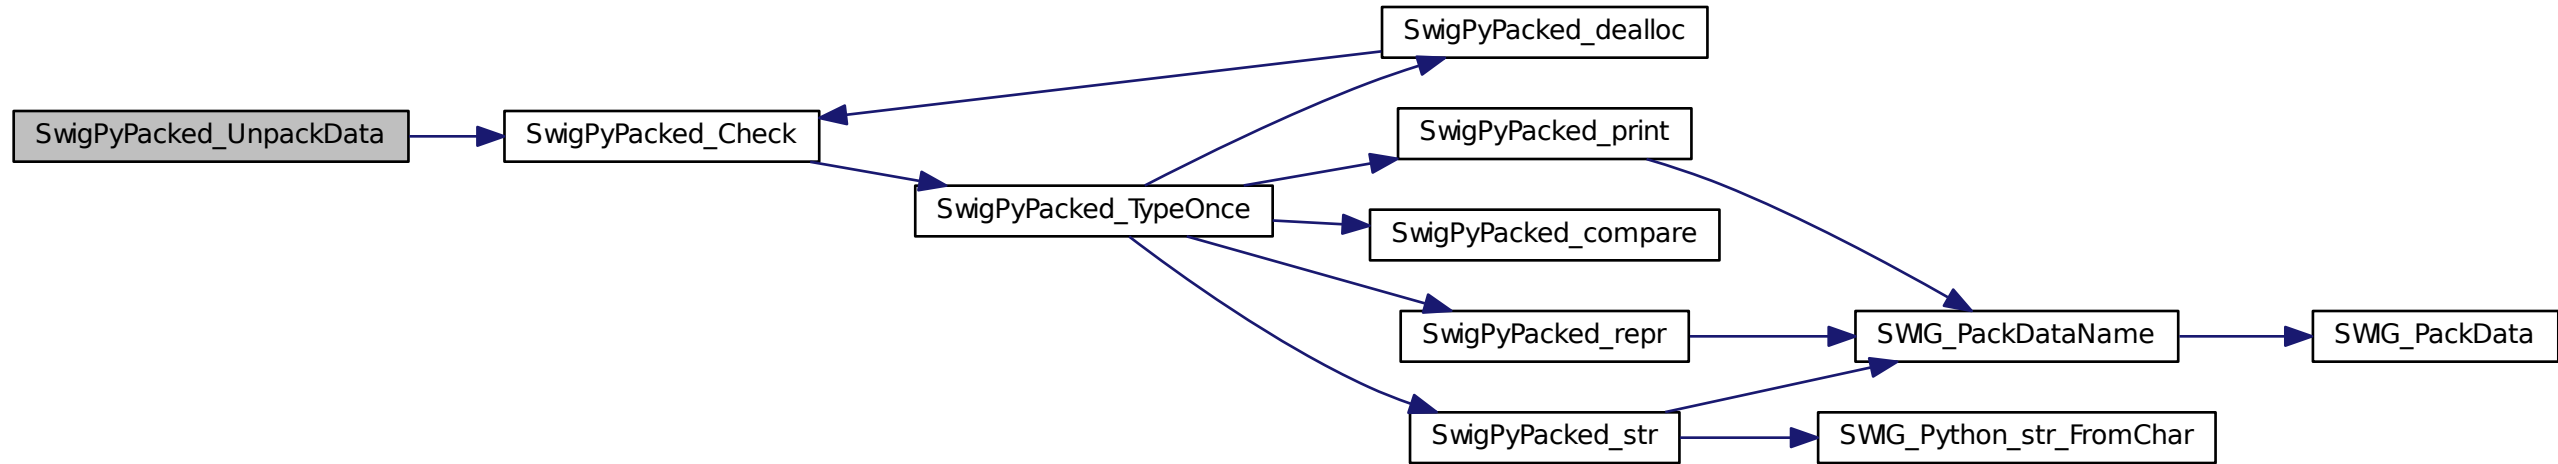 SwigPyPacked_UnpackData
SwigPyPacked_Check
SwigPyPacked_TypeOnce
SwigPyPacked_dealloc
SwigPyPacked_print
SwigPyPacked_compare
SwigPyPacked_repr
SwigPyPacked_str
SWIG_PackDataName
SWIG_Python_str_FromChar
SWIG_PackData